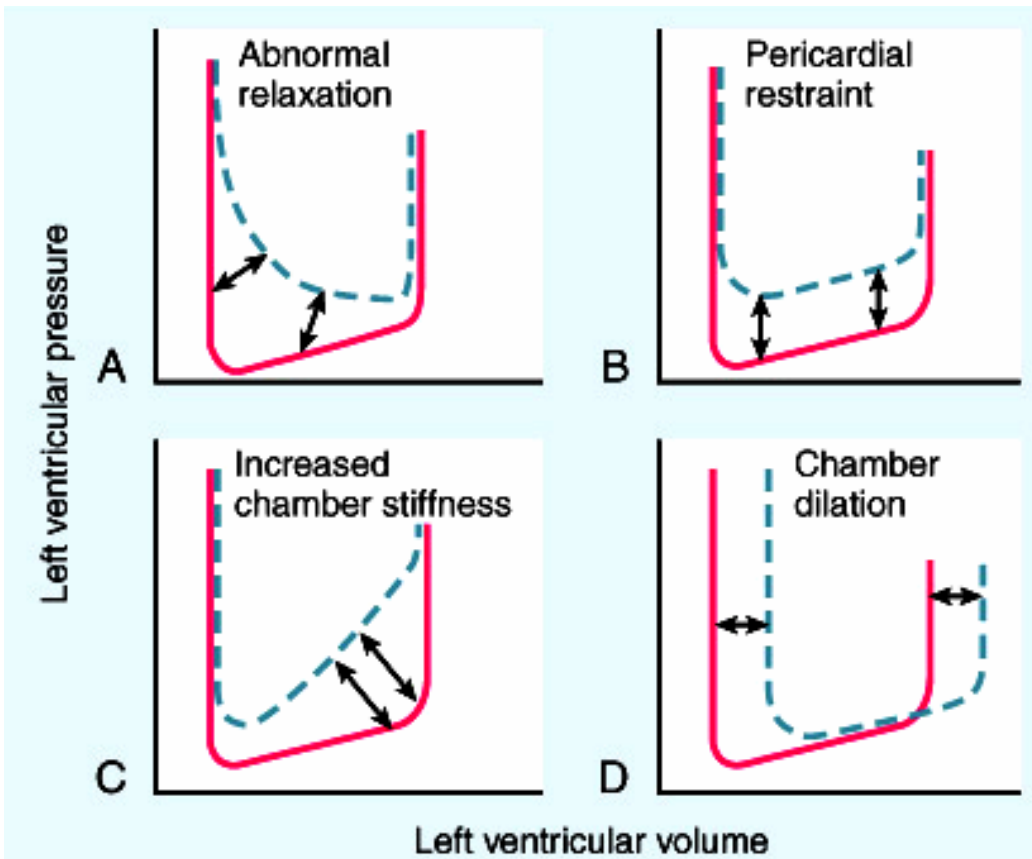 Left ventricular pressure
A
Abnormal
relaxation
B
Pericardial
restraint
C
Increased
chamber stiffness
D
Chamber
dilation
Left ventricular volume